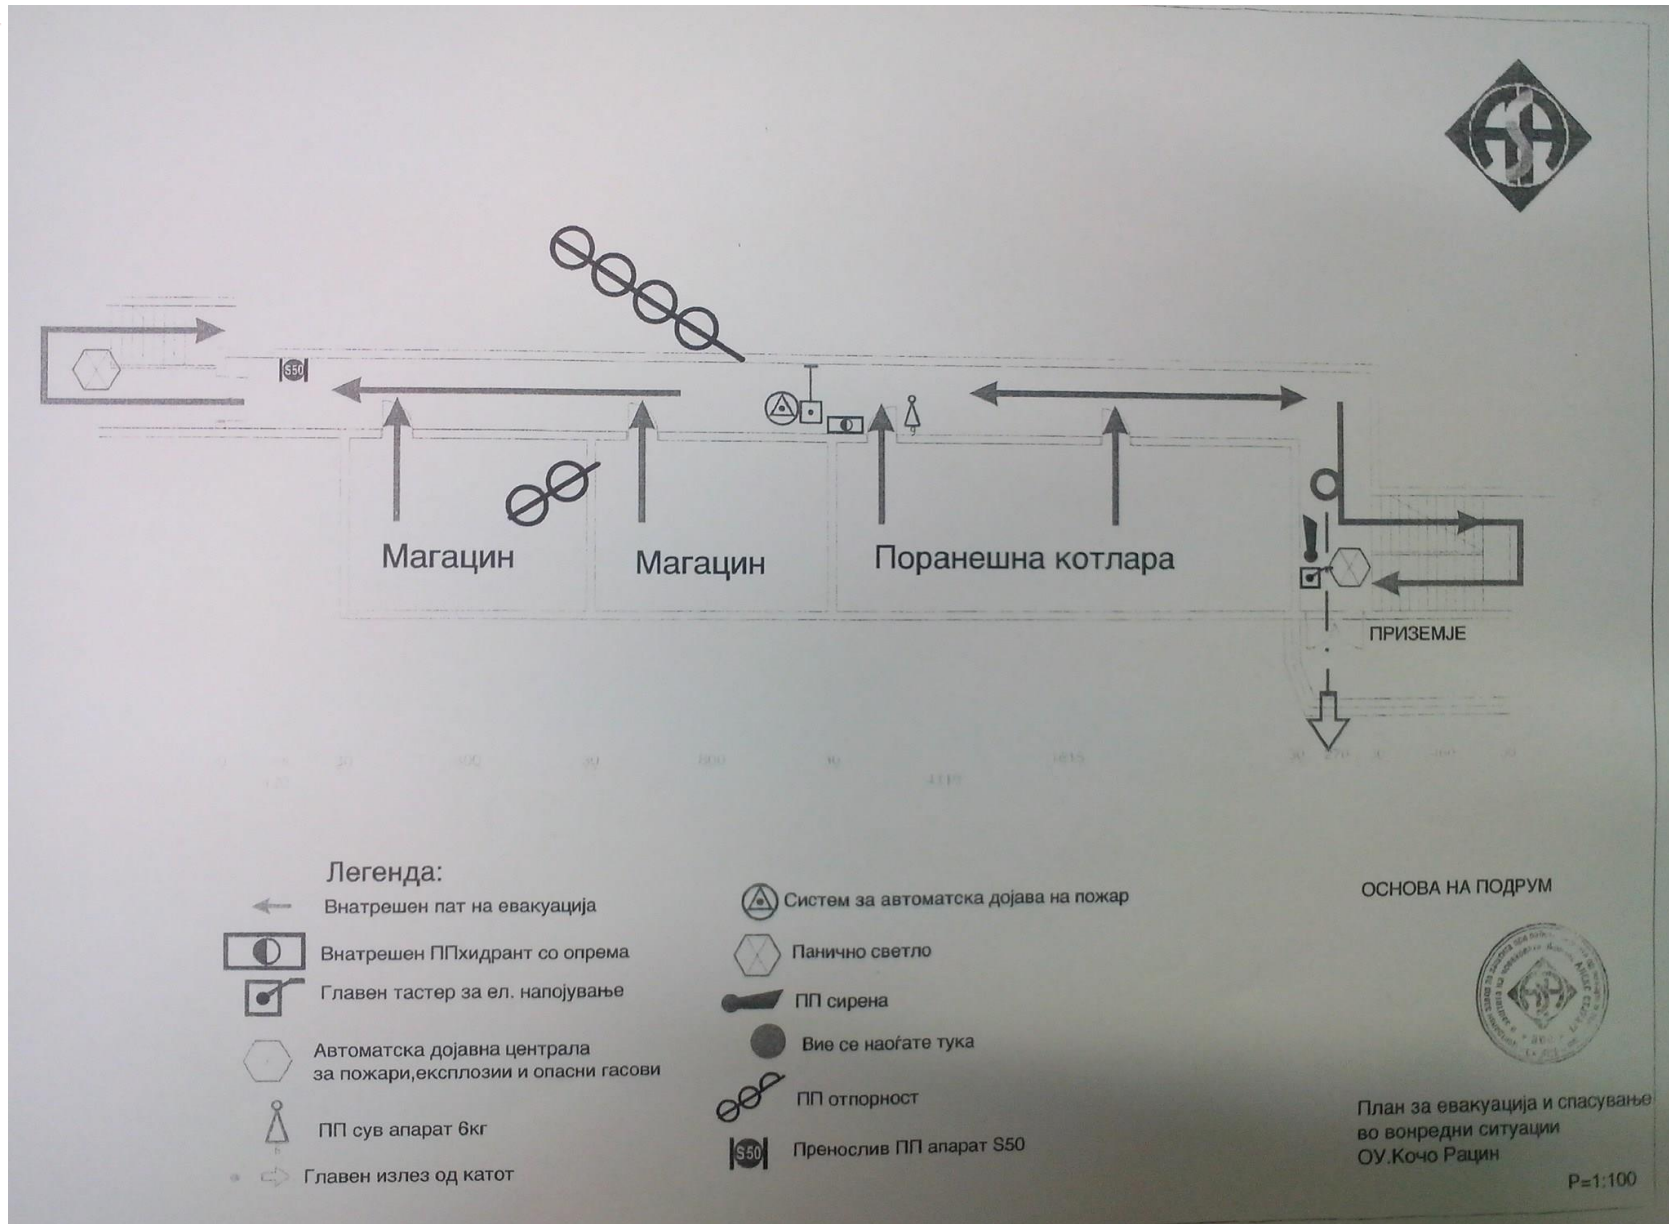 S50
Магацин
Магацин
Поранешна котлара
ПРИЗЕМЈЕ
Легенда:
Внатрешен пат на евакуација
Внатрешен ППхидрант со опрема
Главен тастер за ел. напојување
Автоматска дојавна централа
за пожари,експлозии и опасни гасови
ПП сув апарат 6кг
Главен излез од катот
Систем за автоматска дојава на пожар
Панично светло
ПП сирена
Вие се наоѓате тука
ПП отпорност
S50
Пренослив ПП апарат S50
ОСНОВА НА ПОДРУМ
План за евакуација и спасување
во вонредни ситуации
ОУ.Кочо Рацин
Р=1:100